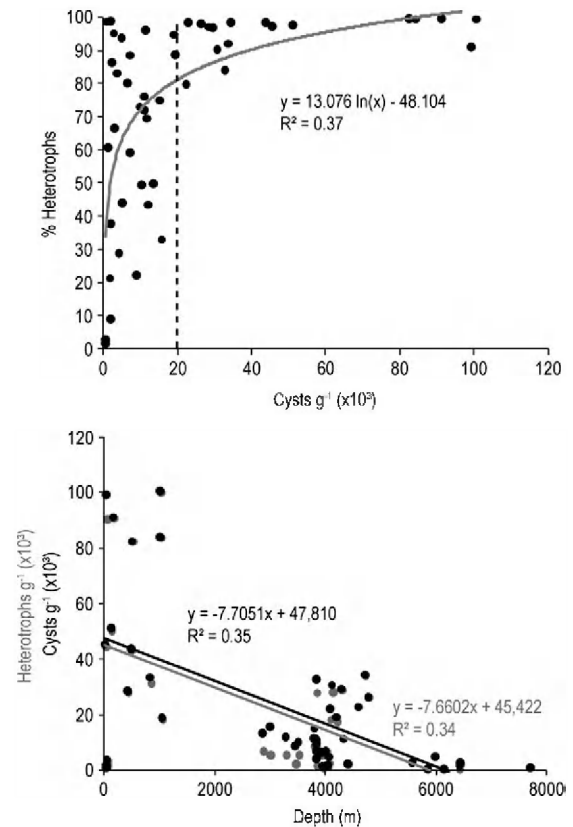 100
90
80
70
60
50
40
30
20
10
0
% Heterotrophs
y = 13.076 ln(x) - 48.104
R² = 0.37
0 20 40 60 80 100 120
Cysts g⁻¹ (x10³)
120
100
80
60
40
20
0
Heterotrophs g⁻¹ (x10³)
Cysts g⁻¹ (x10³)
y = -7.7051x + 47,810
R² = 0.35
y = -7.6602x + 45,422
R² = 0.34
0 2000 4000 6000 8000
Depth (m)